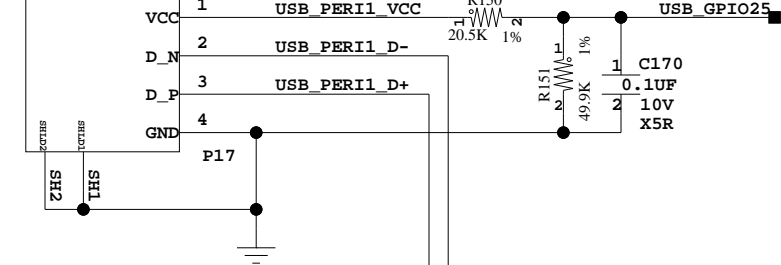 1
USB_PERI1_VCC
R150
USB_GPIO25
VCC
1
2
20.5K
1%
2
USB_PERI1_D-
D_N
1
1%
C170
1
3
USB_PERI1_D+
D_P
R151
0.1UF
2
49.9K
2
10V
4
GND
X5R
SHLD2
SHLD1
P17
SH2
SH1